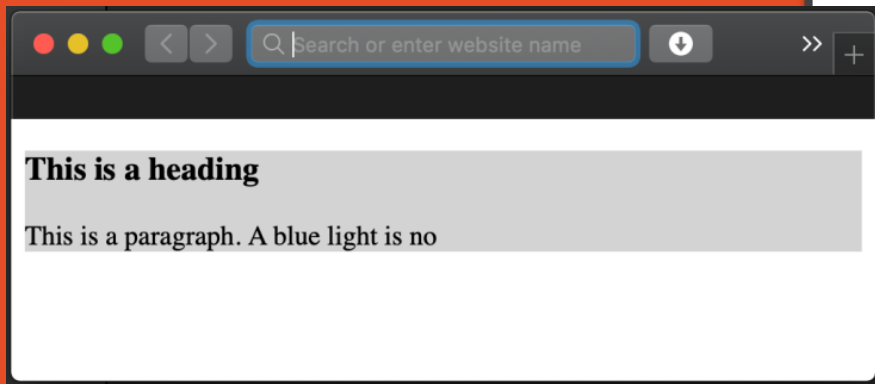 Search or enter website name
This is a heading
This is a paragraph. A blue light is no